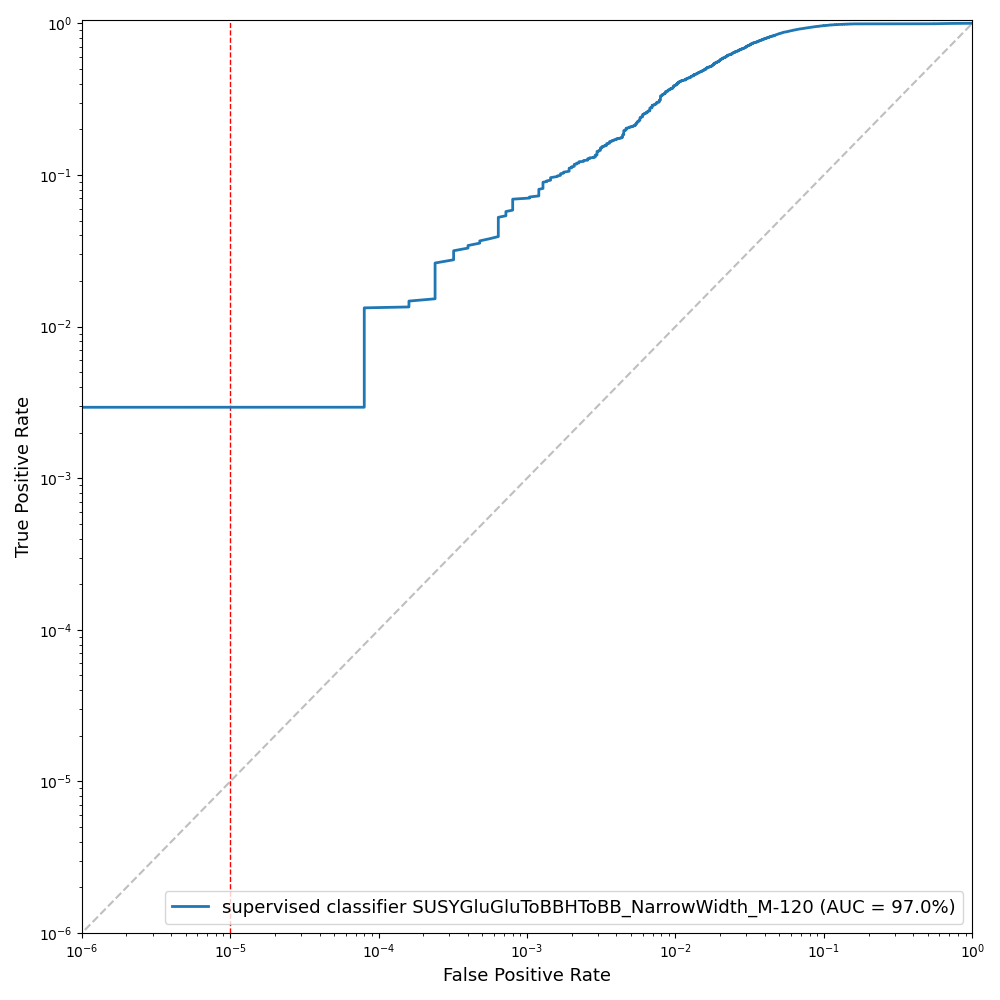 10⁰
10⁻¹
10⁻²
10⁻³
10⁻⁴
10⁻⁵
10⁻⁶
True Positive Rate
supervised classifier SUSYGluGluToBBHToBB_NarrowWidth_M-120 (AUC = 97.0%)
10⁻⁶ 10⁻⁵ 10⁻⁴ 10⁻³ 10⁻² 10⁻¹ 10⁰
False Positive Rate